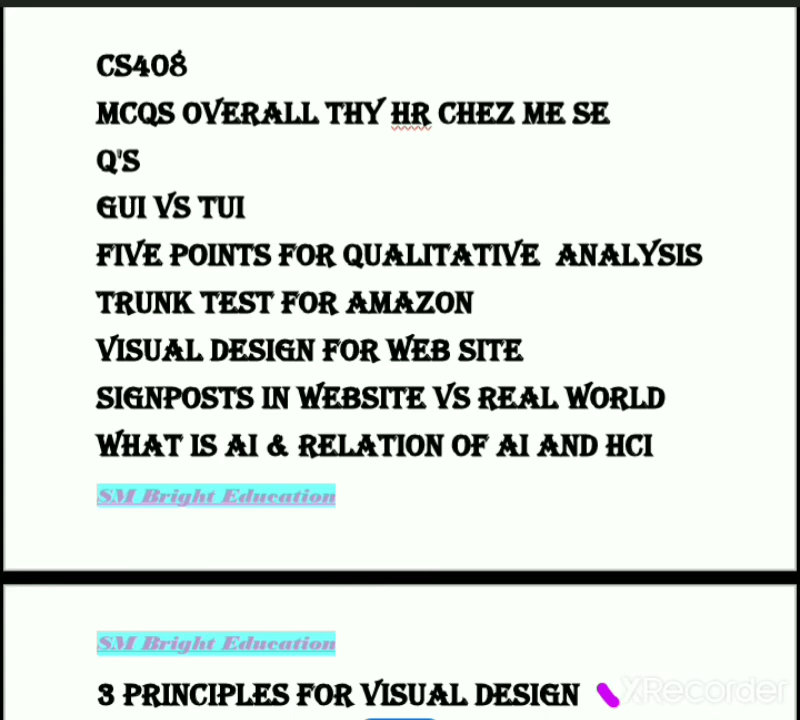 CS408
MCQS OVERALL THY HR CHEZ ME SE
Q'S
GUI VS TUI
FIVE POINTS FOR QUALITATIVE ANALYSIS
TRUNK TEST FOR AMAZON
VISUAL DESIGN FOR WEB SITE
SIGNPOSTS IN WEBSITE VS REAL WORLD
WHAT IS AI & RELATION OF AI AND HCI
SM Bright Education
SM Bright Education
3 PRINCIPLES FOR VISUAL DESIGN
XRecorder